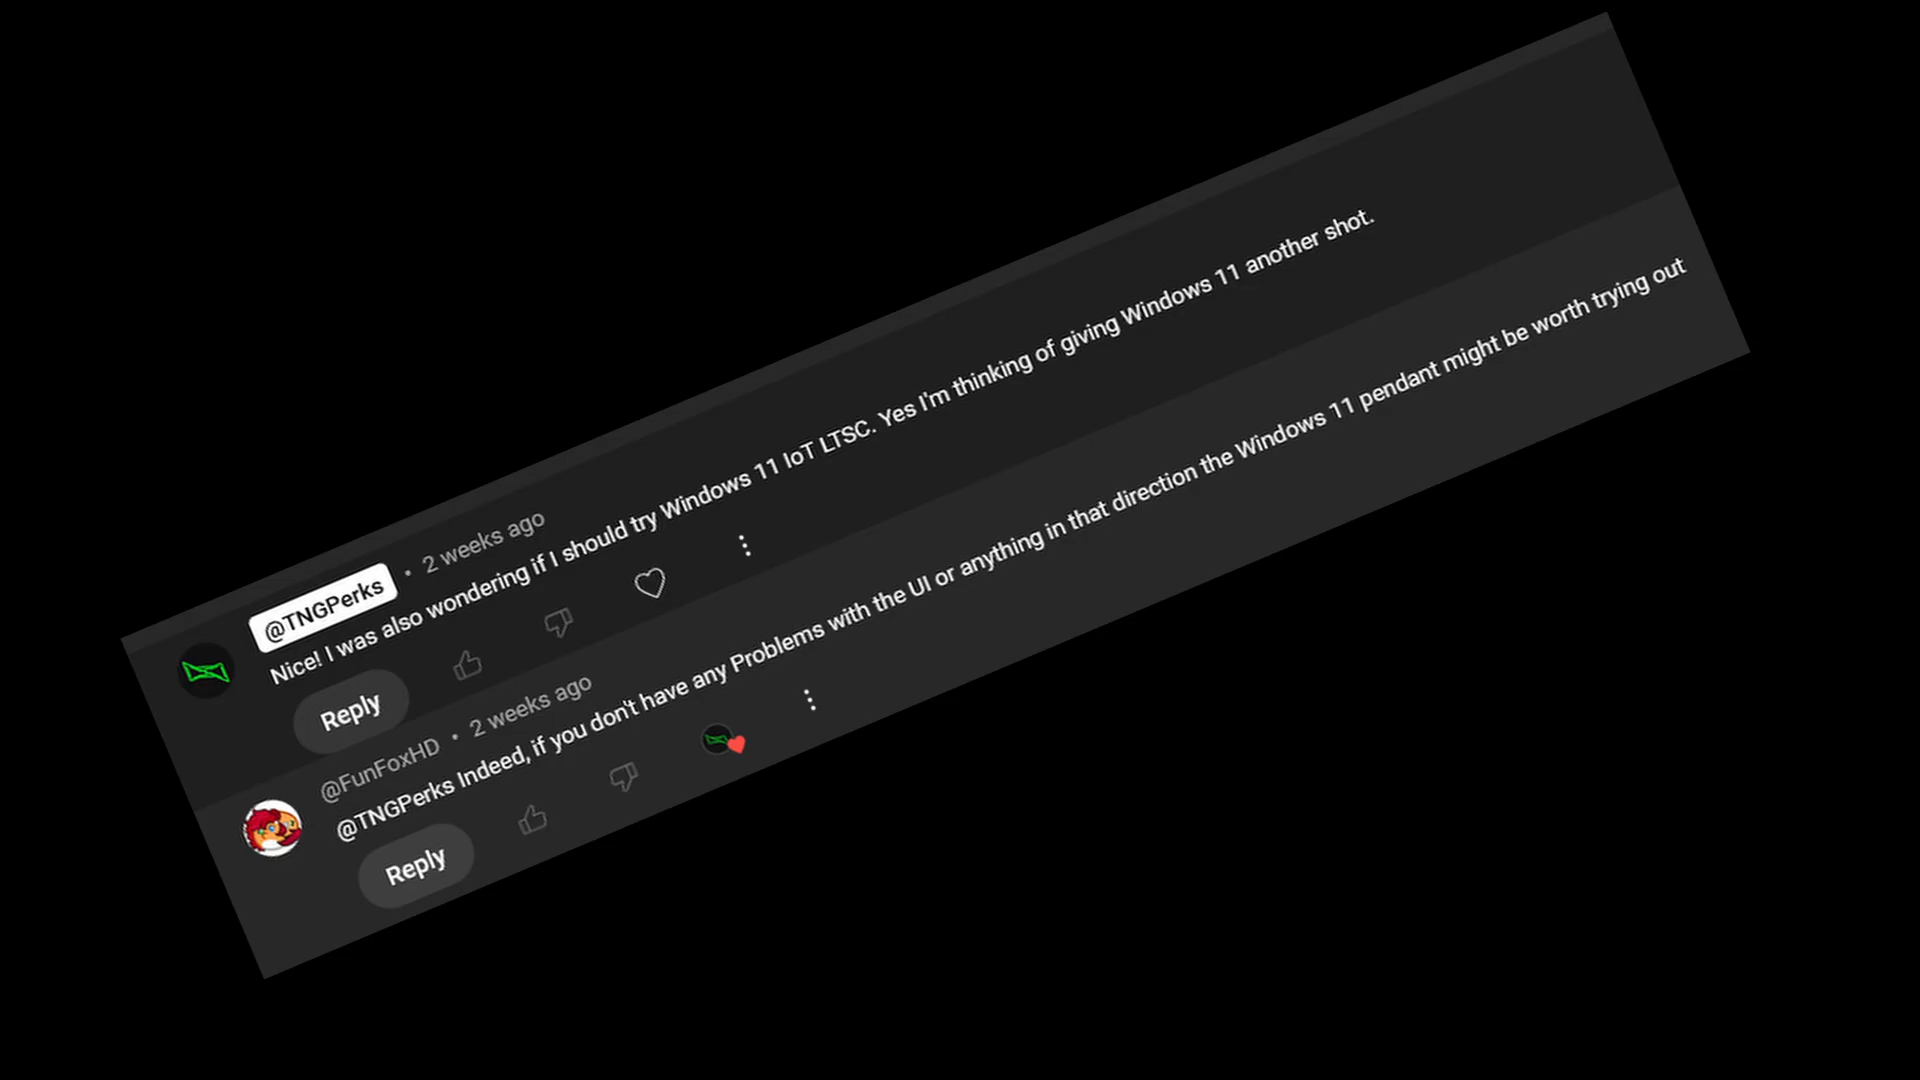 @TNGPerks • 2 weeks ago
Nice! I was also wondering if I should try Windows 11 IoT LTSC. Yes I'm thinking of giving Windows 11 another shot.
Reply
@FunFoxHD • 2 weeks ago
@TNGPerks Indeed, if you don't have any Problems with the UI or anything in that direction the Windows 11 pendant might be worth trying out
Reply